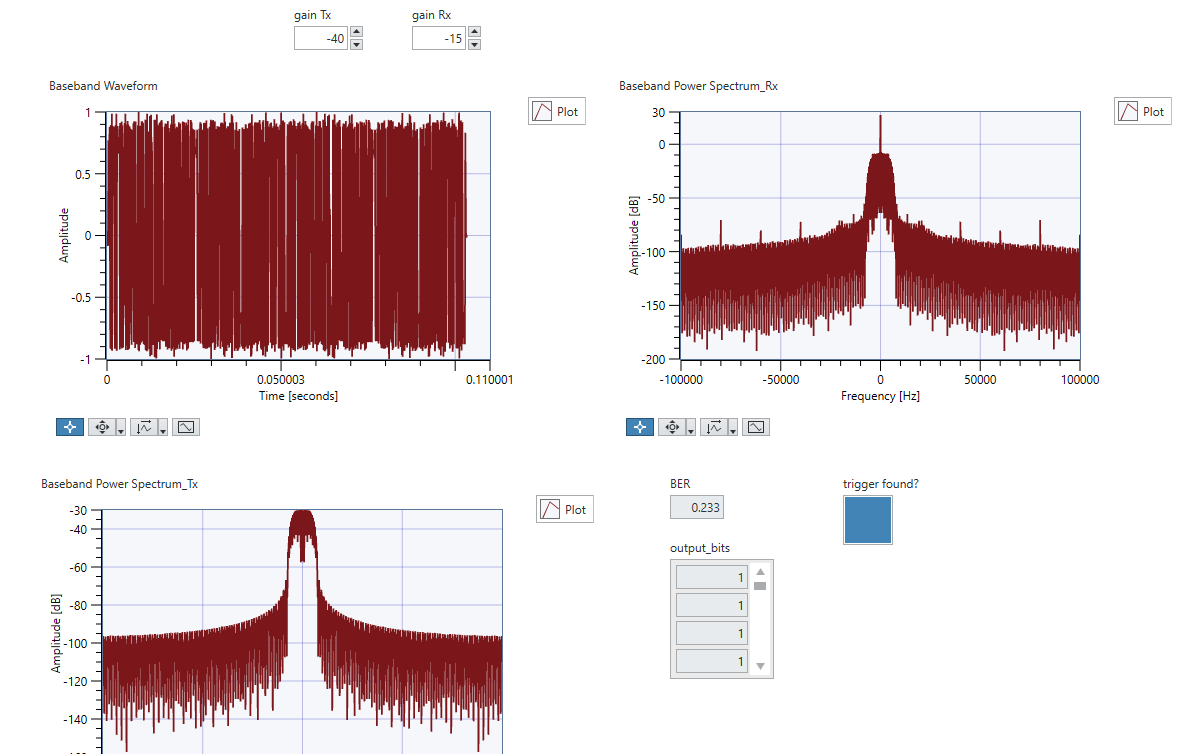 gain Tx
gain Rx
-40
-15
Baseband Waveform
Plot
1
0.5
0
-0.5
-1
Amplitude
0
0.050003
0.110001
Time [seconds]
Baseband Power Spectrum_Rx
Plot
30
0
-50
-100
-150
-200
Amplitude [dB]
-100000
-50000
0
50000
100000
Frequency [Hz]
Baseband Power Spectrum_Tx
Plot
-30
-40
-60
-80
-100
-120
-140
Amplitude [dB]
BER
0.233
trigger found?
output_bits
1
1
1
1